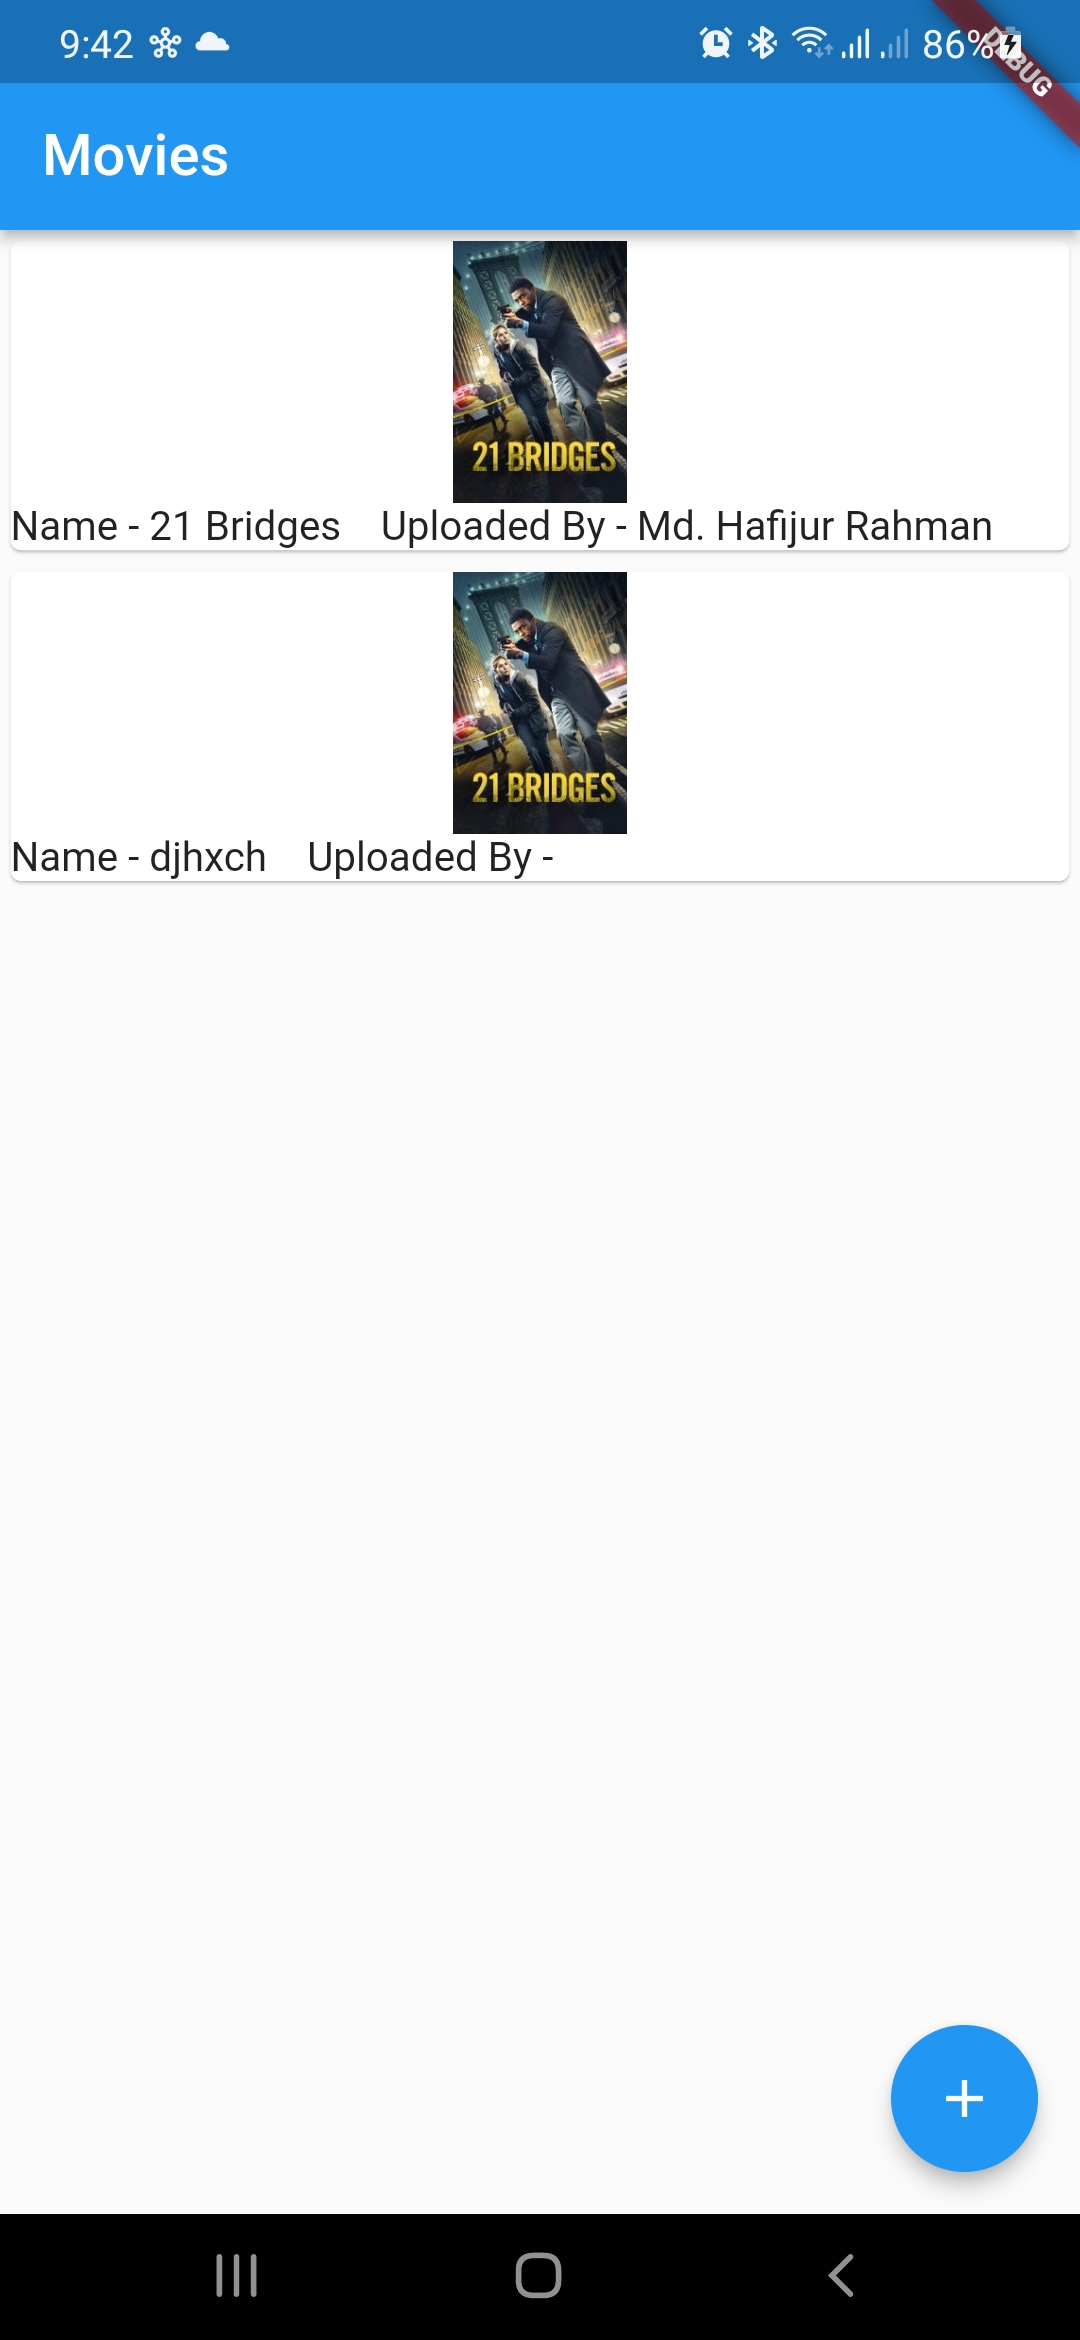 9:42
86%
DEBUG
Movies
21 BRIDGES
Name - 21 Bridges    Uploaded By - Md. Hafijur Rahman
21 BRIDGES
Name - djhxch    Uploaded By -